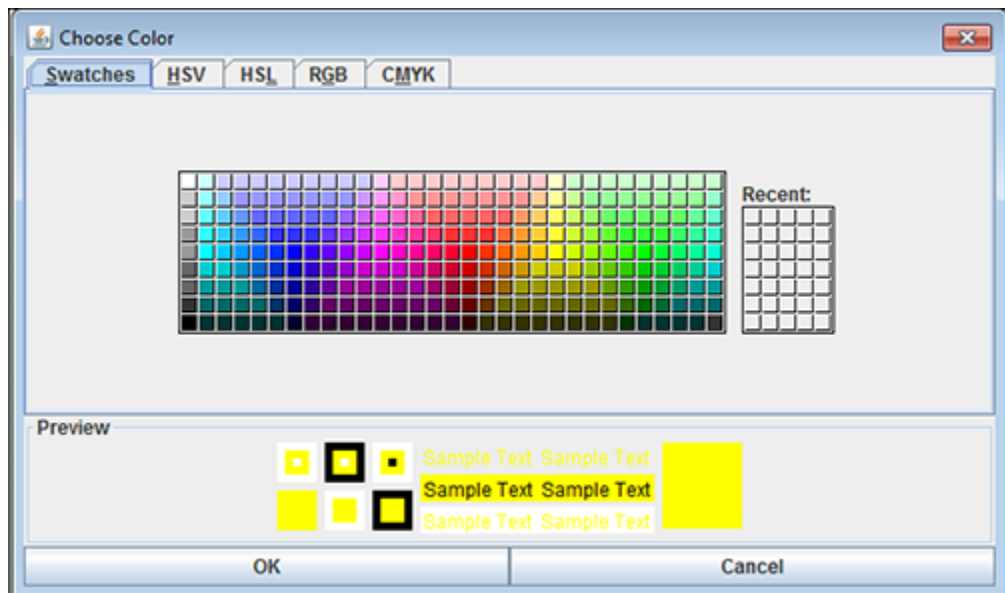 Choose Color
Swatches HSV HSL RGB CMYK
Recent:
Preview
Sample Text Sample Text
Sample Text Sample Text
Sample Text Sample Text
OK Cancel